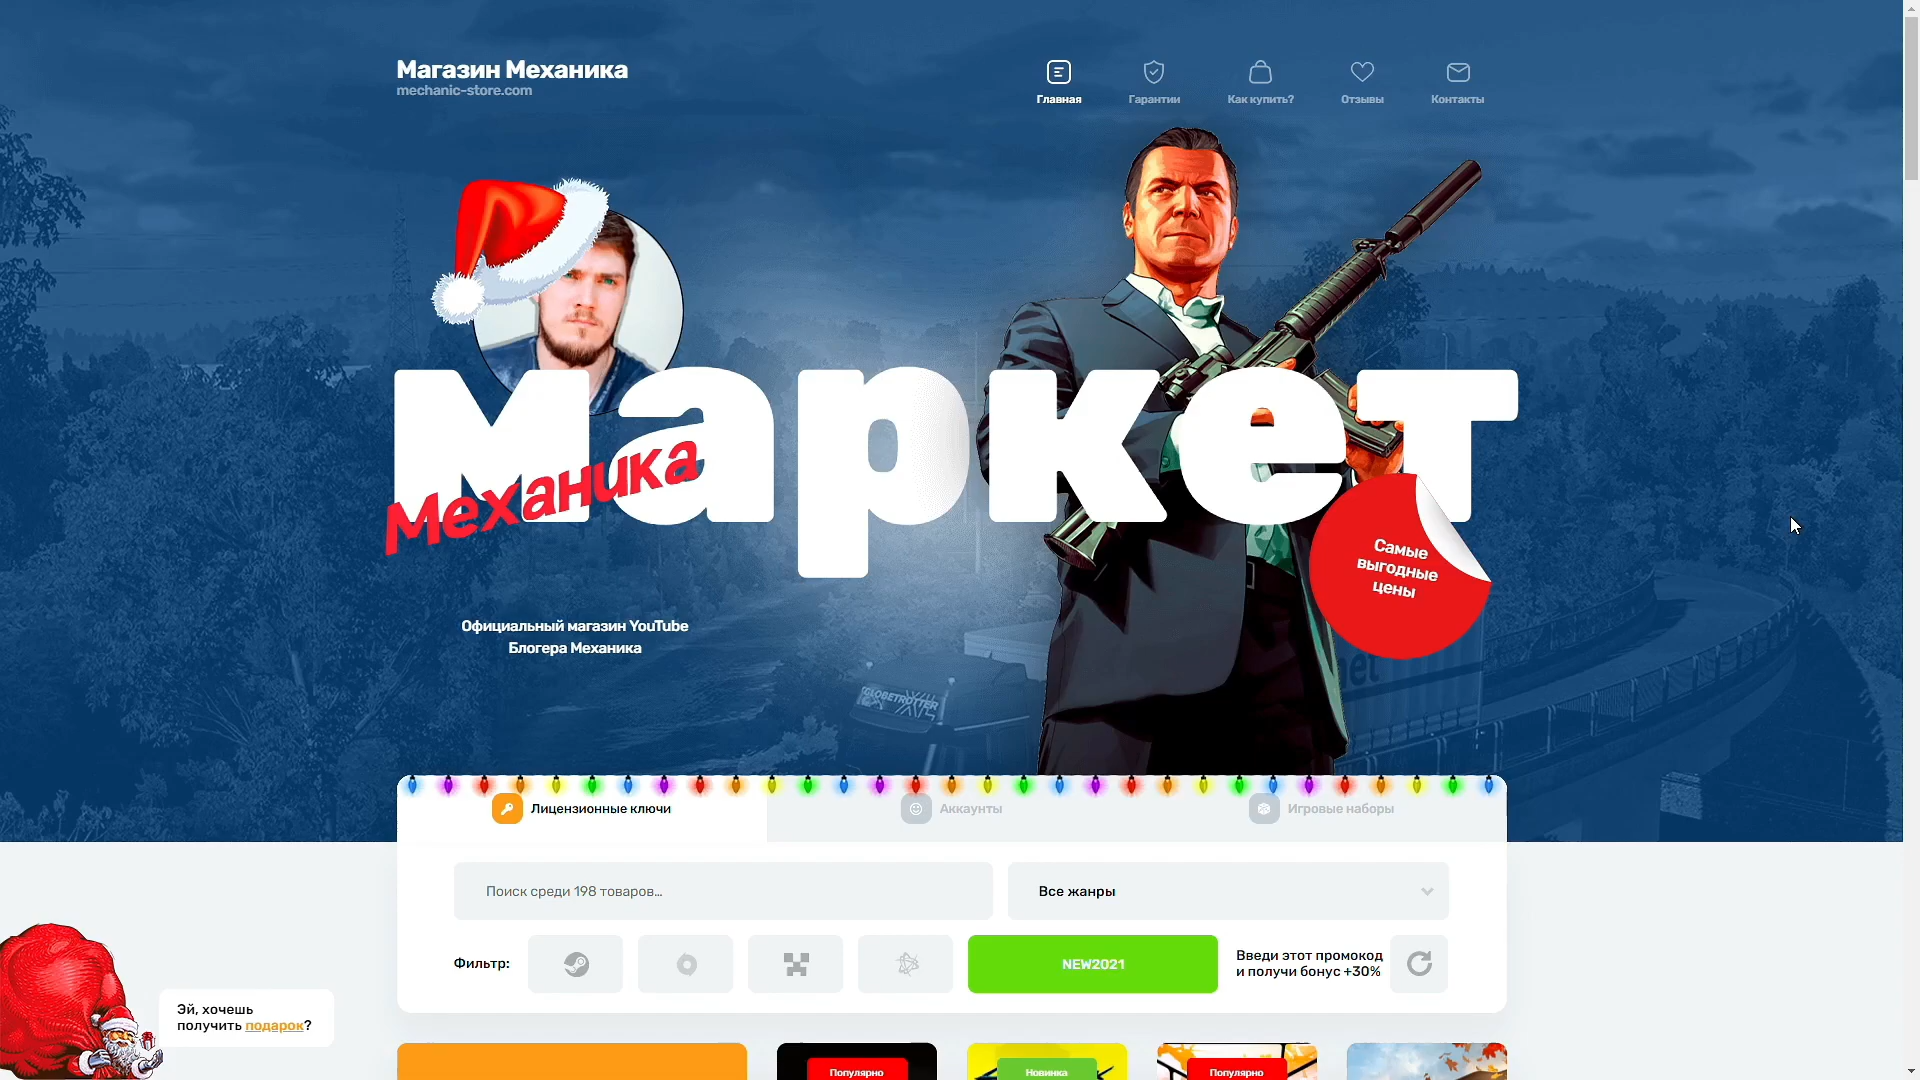 Магазин Механика
mechanic-store.com
Главная
Гарантии
Как купить?
Отзывы
Контакты
Маркет
Механика
Самые
выгодные
цены
Официальный магазин YouTube
Блогера Механика
GLOBETROTTER
Лицензионные ключи
Аккаунты
Игровые наборы
Поиск среди 198 товаров...
Все жанры
Фильтр:
NEW2021
Введи этот промокод
и получи бонус +30%
Эй, хочешь
получить подарок?
Популярно
Новинка
Популярно